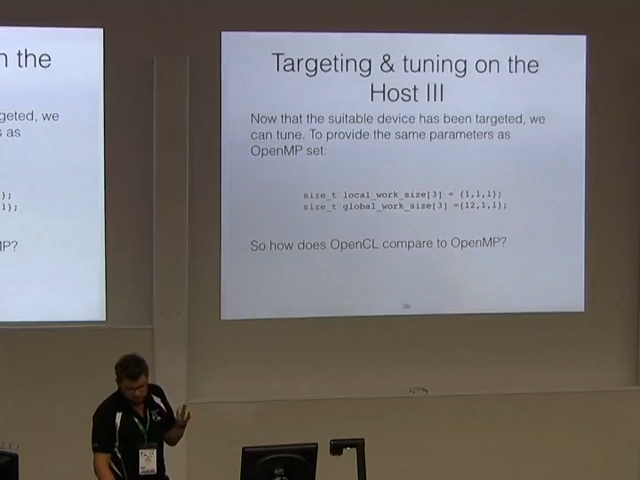 n the
geted, we
s as
);
1);
MP?
Targeting & tuning on the
Host III
Now that the suitable device has been targeted, we
can tune. To provide the same parameters as
OpenMP set:
size_t local_work_size[3] = {1,1,1};
size_t global_work_size[3] ={12,1,1};
So how does OpenCL compare to OpenMP?